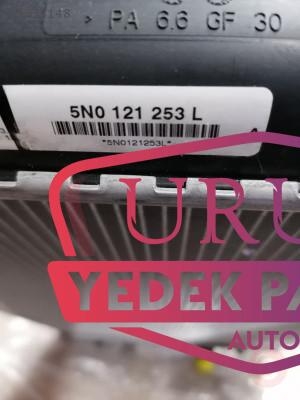 > PA 6.6 GF 30
5N0 121 253 L
*5N0121253L*
URU
YEDEK PA
AUTO